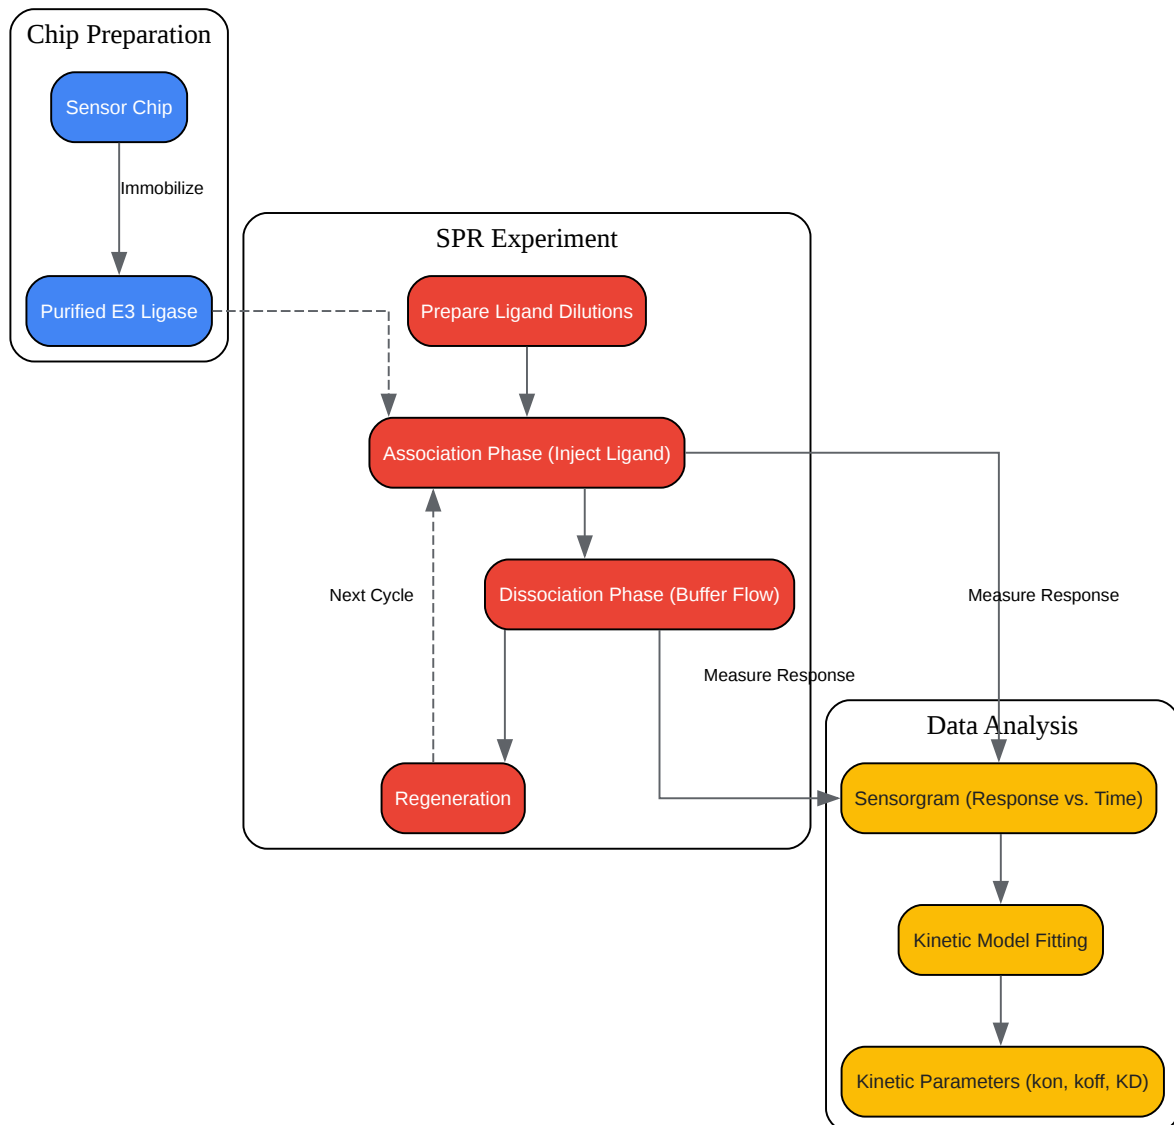 Chip Preparation
Sensor Chip
Immobilize
Purified E3 Ligase
SPR Experiment
Prepare Ligand Dilutions
Association Phase (Inject Ligand)
Dissociation Phase (Buffer Flow)
Next Cycle
Measure Response
Measure Response
Regeneration
Data Analysis
Sensorgram (Response vs. Time)
Kinetic Model Fitting
Kinetic Parameters (kon, koff, KD)